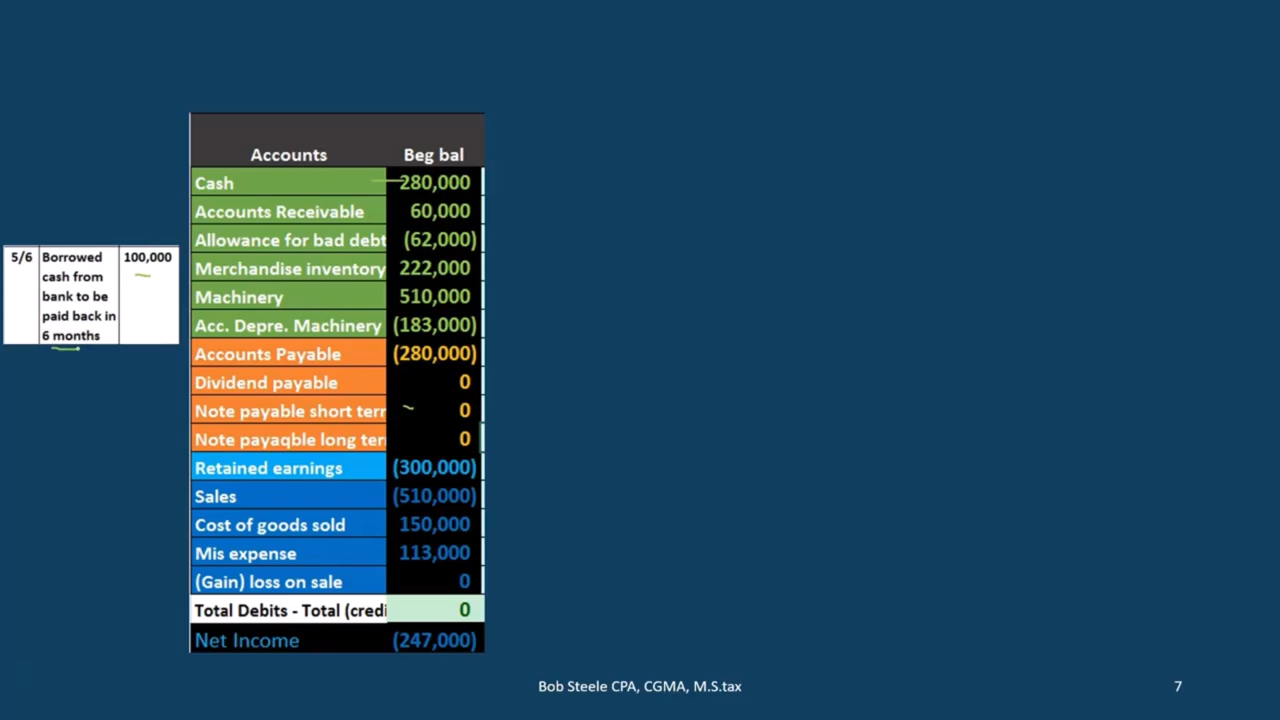 Accounts Beg bal
Cash 280,000
Accounts Receivable 60,000
Allowance for bad debt (62,000)
Merchandise inventory 222,000
Machinery 510,000
Acc. Depre. Machinery (183,000)
Accounts Payable (280,000)
Dividend payable 0
Note payable short terr 0
Note payaqble long ter 0
Retained earnings (300,000)
Sales (510,000)
Cost of goods sold 150,000
Mis expense 113,000
(Gain) loss on sale 0
Total Debits - Total (credi 0
Net Income (247,000)
5/6 Borrowed 100,000
cash from
bank to be
paid back in
6 months
Bob Steele CPA, CGMA, M.S.tax
7